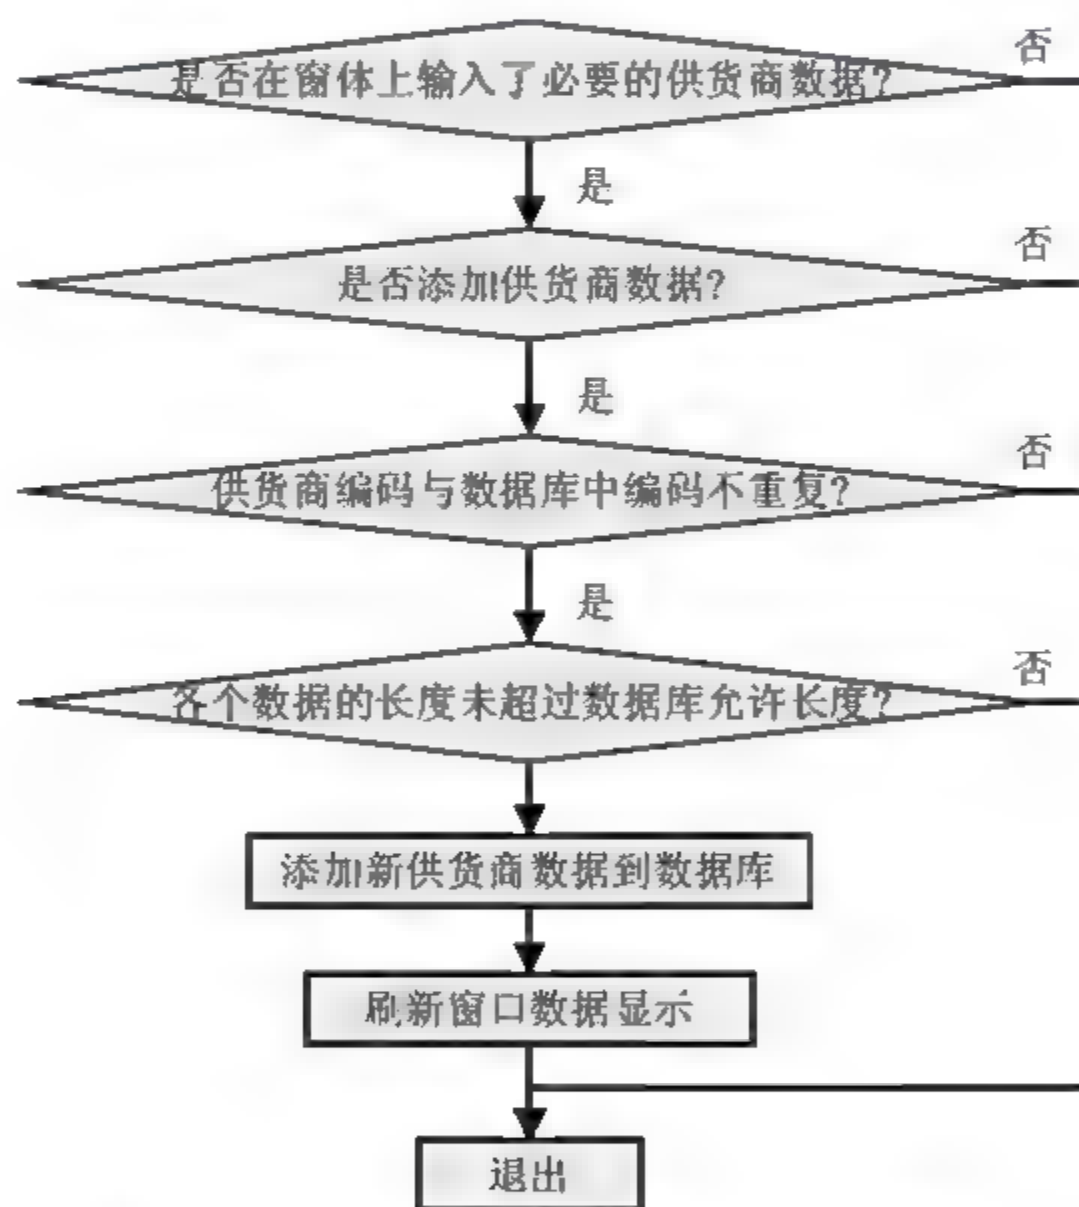 否
是否在窗体上输入了必要的供货商数据?
是
否
是否添加供货商数据?
是
否
供货商编码与数据库中编码不重复?
是
否
各个数据的长度未超过数据库允许长度?
添加新供货商数据到数据库
刷新窗口数据显示
退出